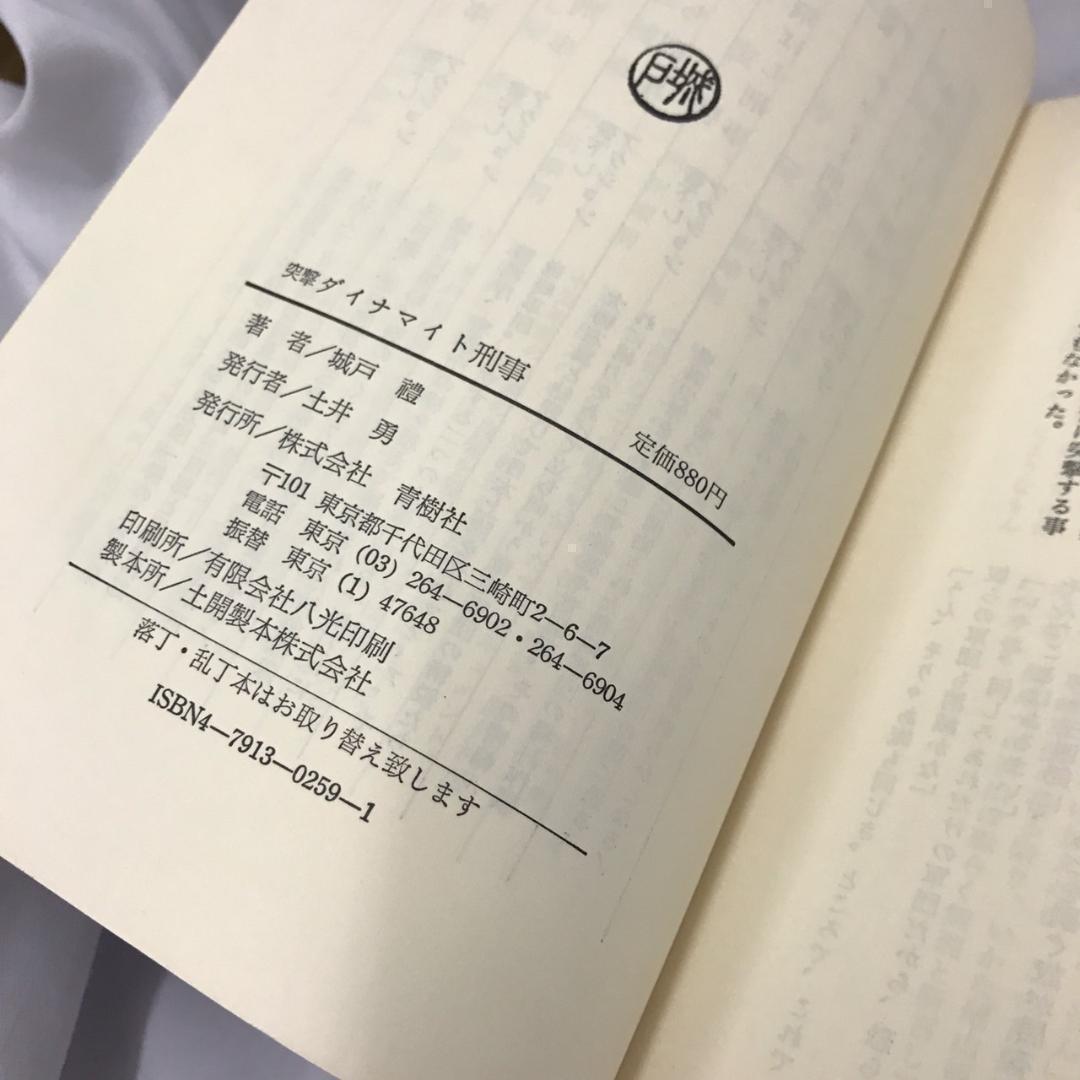 城戸
突撃ダイナマイト刑事
定価880円
著　者／城戸　禮
発行者／土井　勇
発行所／株式会社　青樹社
〒101 東京都千代田区三崎町2—6—7
電話　東京 (03) 264—6902・264—6904
振替　東京 (1) 47648
印刷所／有限会社八光印刷
製本所／土開製本株式会社
落丁・乱丁本はお取り替え致します
ISBN4—7913—0259—1
突撃する事
なかった。